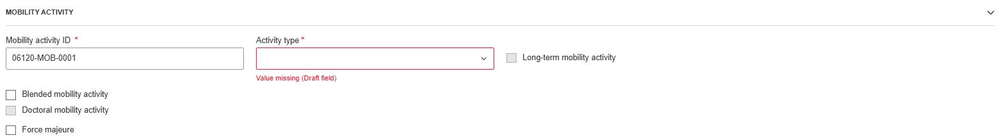 MOBILITY ACTIVITY
Mobility activity ID *
Activity type *
06120-MOB-0001
Long-term mobility activity
Value missing (Draft field)
Blended mobility activity
Doctoral mobility activity
Force majeure